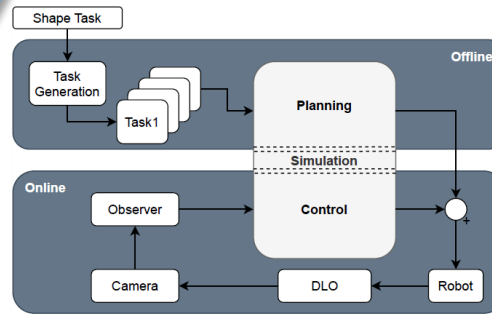 Shape Task
Offline
Task
Generation
Task1
Planning
Simulation
Online
Observer
Control
+
Camera
DLO
Robot